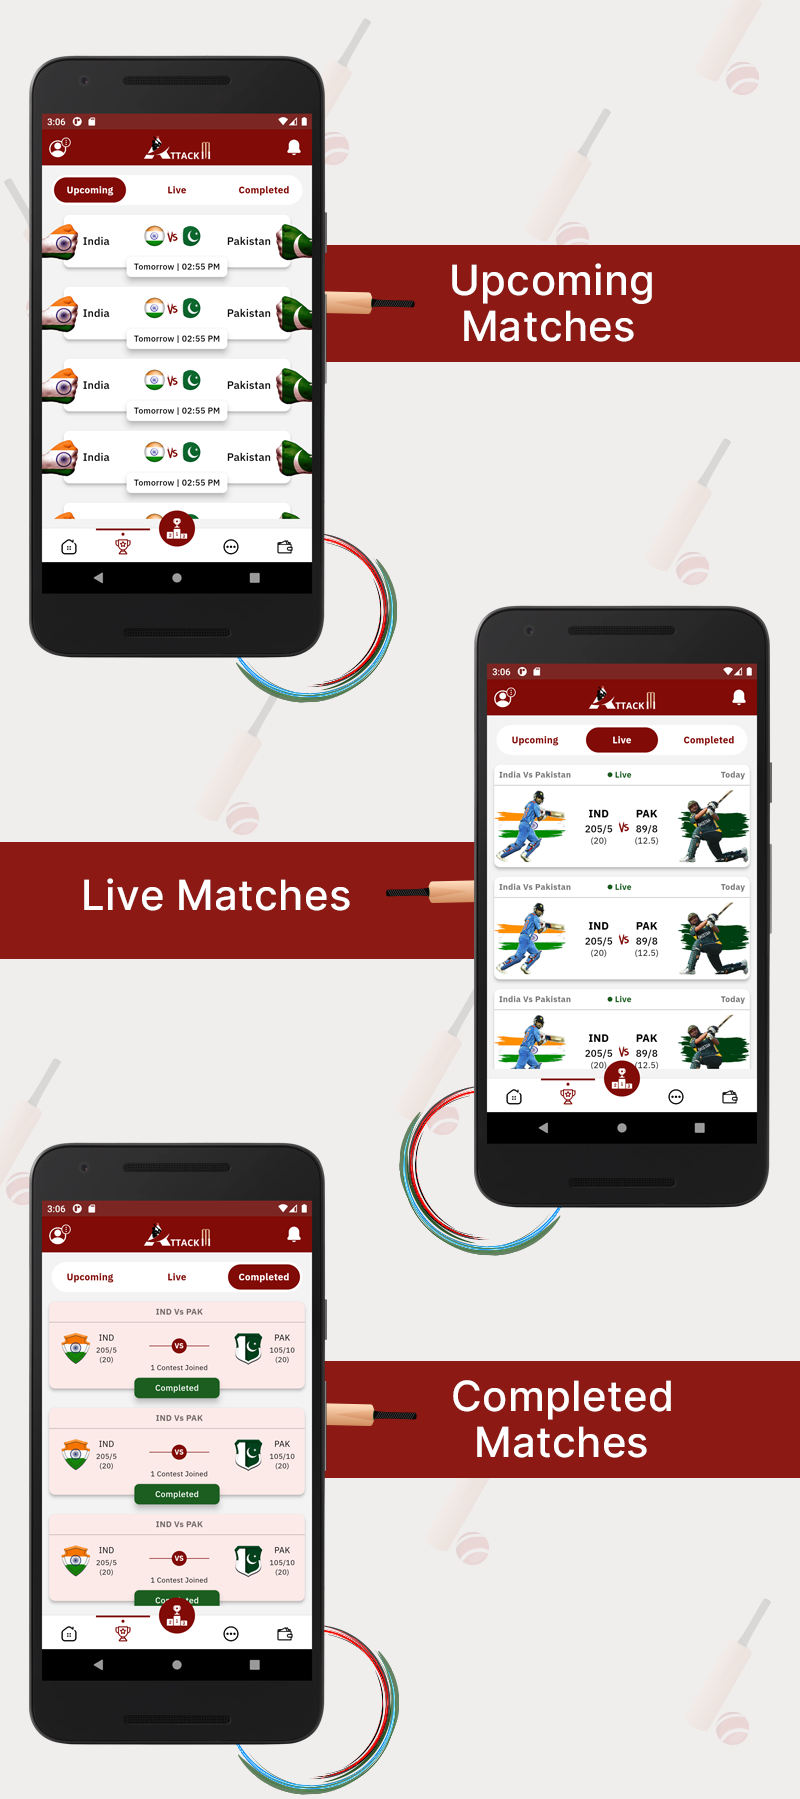 3:06
ATTACK
Upcoming Live Completed
India Vs Pakistan
Tomorrow | 02:55 PM
India Vs Pakistan
Tomorrow | 02:55 PM
India Vs Pakistan
Tomorrow | 02:55 PM
India Vs Pakistan
Tomorrow | 02:55 PM
Upcoming
Matches
3:06
ATTACK
Upcoming Live Completed
India Vs Pakistan Live Today
IND PAK
205/5 Vs 89/8
(20) (12.5)
India Vs Pakistan Live Today
IND PAK
205/5 Vs 89/8
(20) (12.5)
India Vs Pakistan Live Today
IND PAK
205/5 Vs 89/8
(20) (12.5)
Live Matches
3:06
ATTACK
Upcoming Live Completed
IND Vs PAK
IND PAK
205/5 VS 105/10
(20) (20)
1 Contest Joined
Completed
IND Vs PAK
IND PAK
205/5 VS 105/10
(20) (20)
1 Contest Joined
Completed
IND Vs PAK
IND PAK
205/5 VS 105/10
(20) (20)
1 Contest Joined
Completed
Completed
Matches